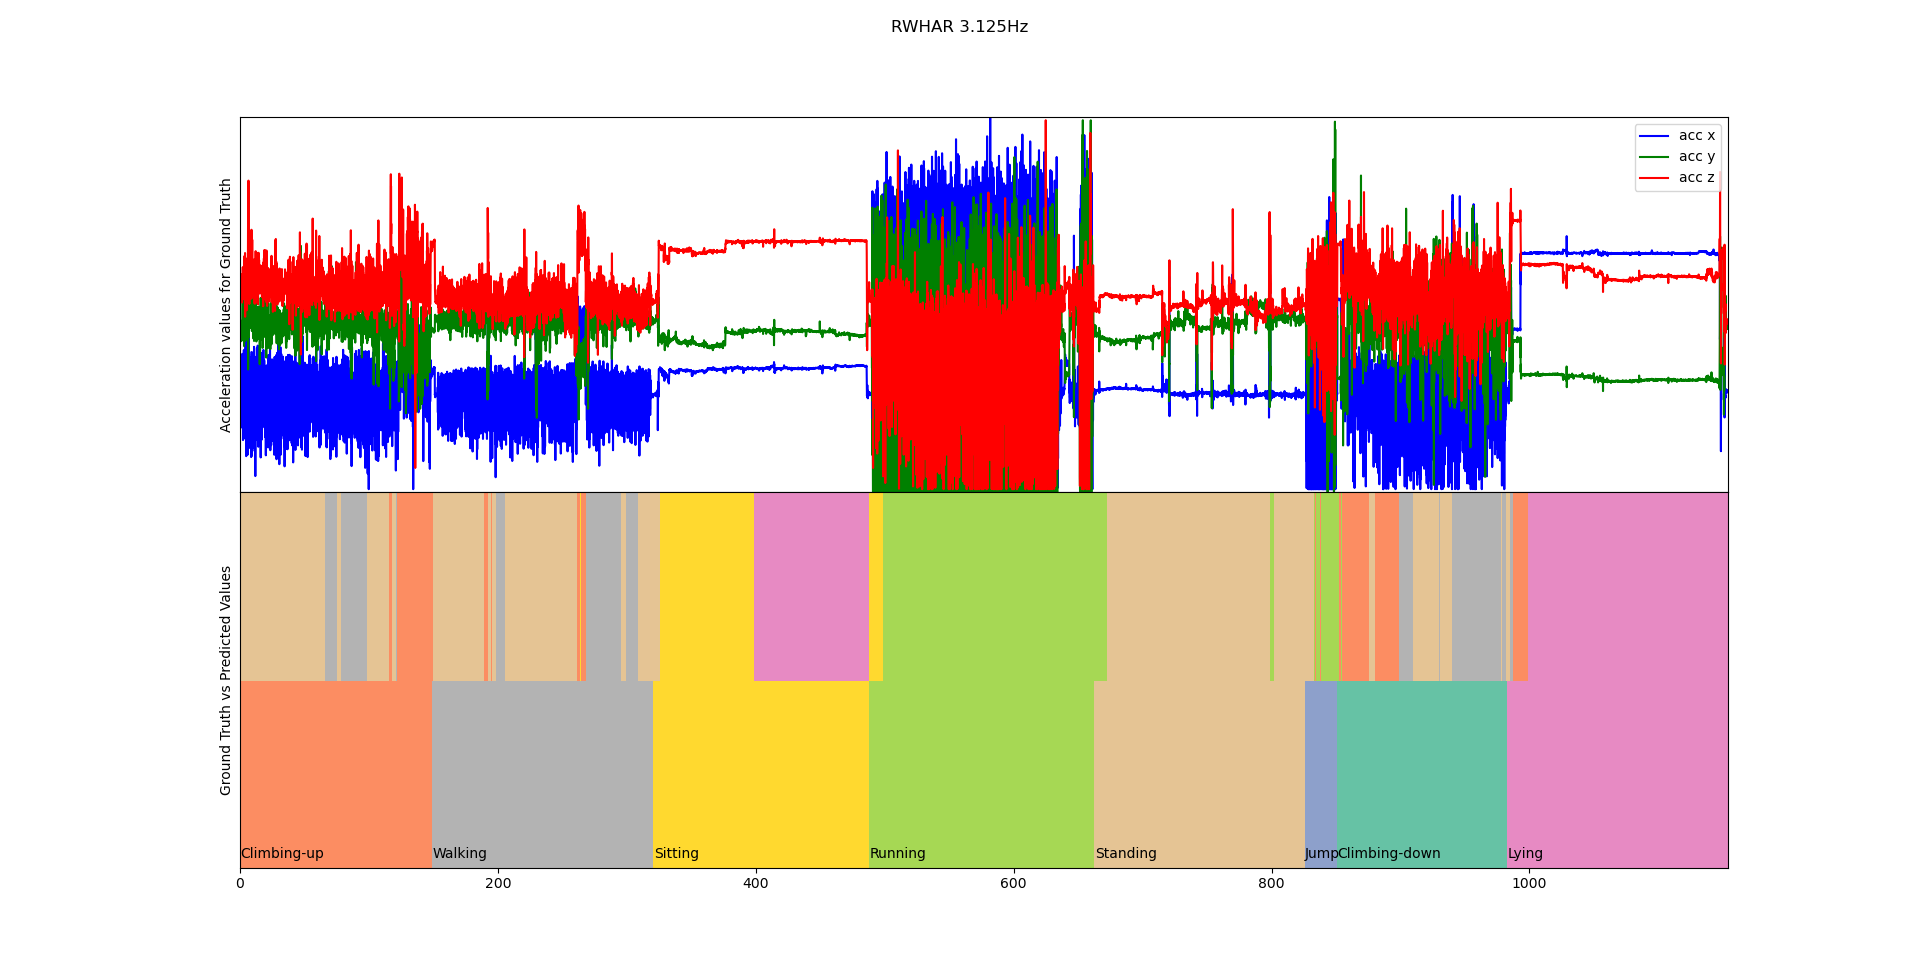 RWHAR 3.125Hz
Acceleration values for Ground Truth
acc x
acc y
acc z
Ground Truth vs Predicted Values
Climbing-up
Walking
Sitting
Running
Standing
Jump
Climbing-down
Lying
0
200
400
600
800
1000